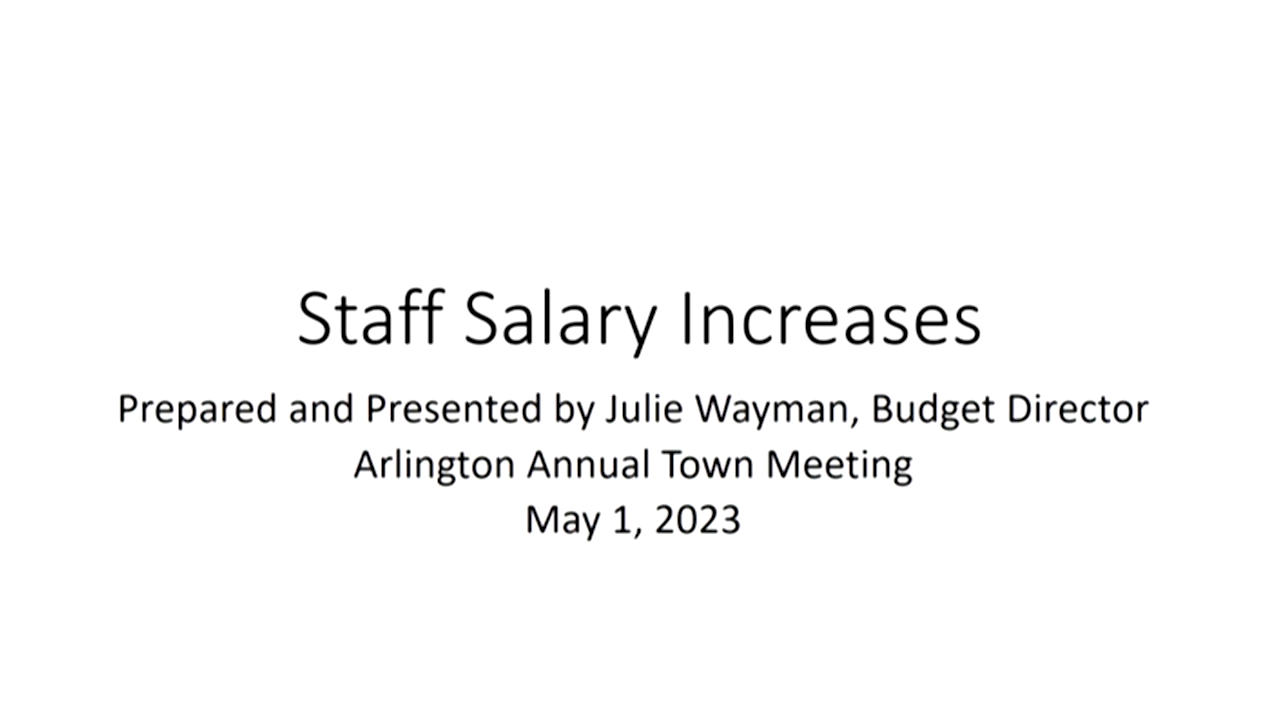 Staff Salary Increases
Prepared and Presented by Julie Wayman, Budget Director
Arlington Annual Town Meeting
May 1, 2023